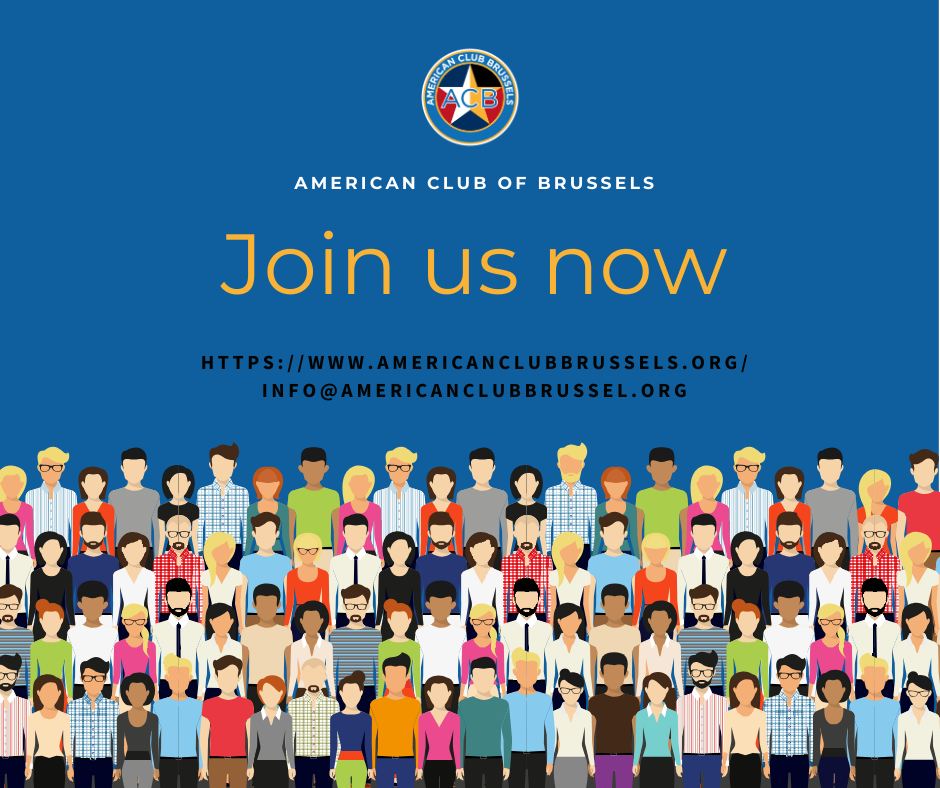 AMERICAN CLUB BRUSSELS
ACB
AMERICAN CLUB OF BRUSSELS
Join us now
HTTPS://WWW.AMERICANCLUBBRUSSELS.ORG/
INFO@AMERICANCLUBBRUSSEL.ORG